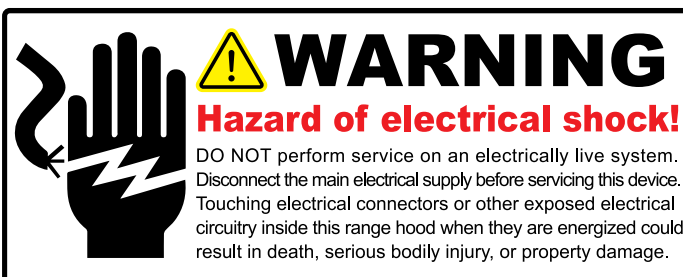 WARNING
Hazard of electrical shock!
DO NOT perform service on an electrically live system.
Disconnect the main electrical supply before servicing this device.
Touching electrical connectors or other exposed electrical
circuitry inside this range hood when they are energized could
result in death, serious bodily injury, or property damage.